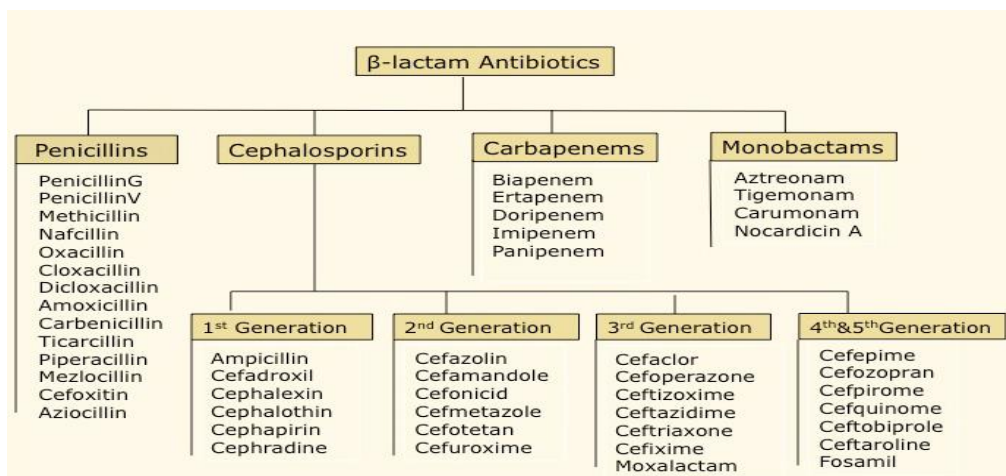 β-lactam Antibiotics
Penicillins
PenicillinG
PenicillinV
Methicillin
Nafcillin
Oxacillin
Cloxacillin
Dicloxacillin
Amoxicillin
Carbenicillin
Ticarcillin
Piperacillin
Mezlocillin
Cefoxitin
Aziocillin
Cephalosporins
Carbapenems
Biapenem
Ertapenem
Doripenem
Imipenem
Panipenem
Monobactams
Aztreonam
Tigemonam
Carumonam
Nocardicin A
1st Generation
Ampicillin
Cefadroxil
Cephalexin
Cephalothin
Cephapirin
Cephradine
2nd Generation
Cefazolin
Cefamandole
Cefonicid
Cefmetazole
Cefotetan
Cefuroxime
3rd Generation
Cefaclor
Cefoperazone
Ceftizoxime
Ceftazidime
Ceftriaxone
Cefixime
Moxalactam
4th&5thGeneration
Cefepime
Cefozopran
Cefpirome
Cefquinome
Ceftobiprole
Ceftaroline
Fosamil